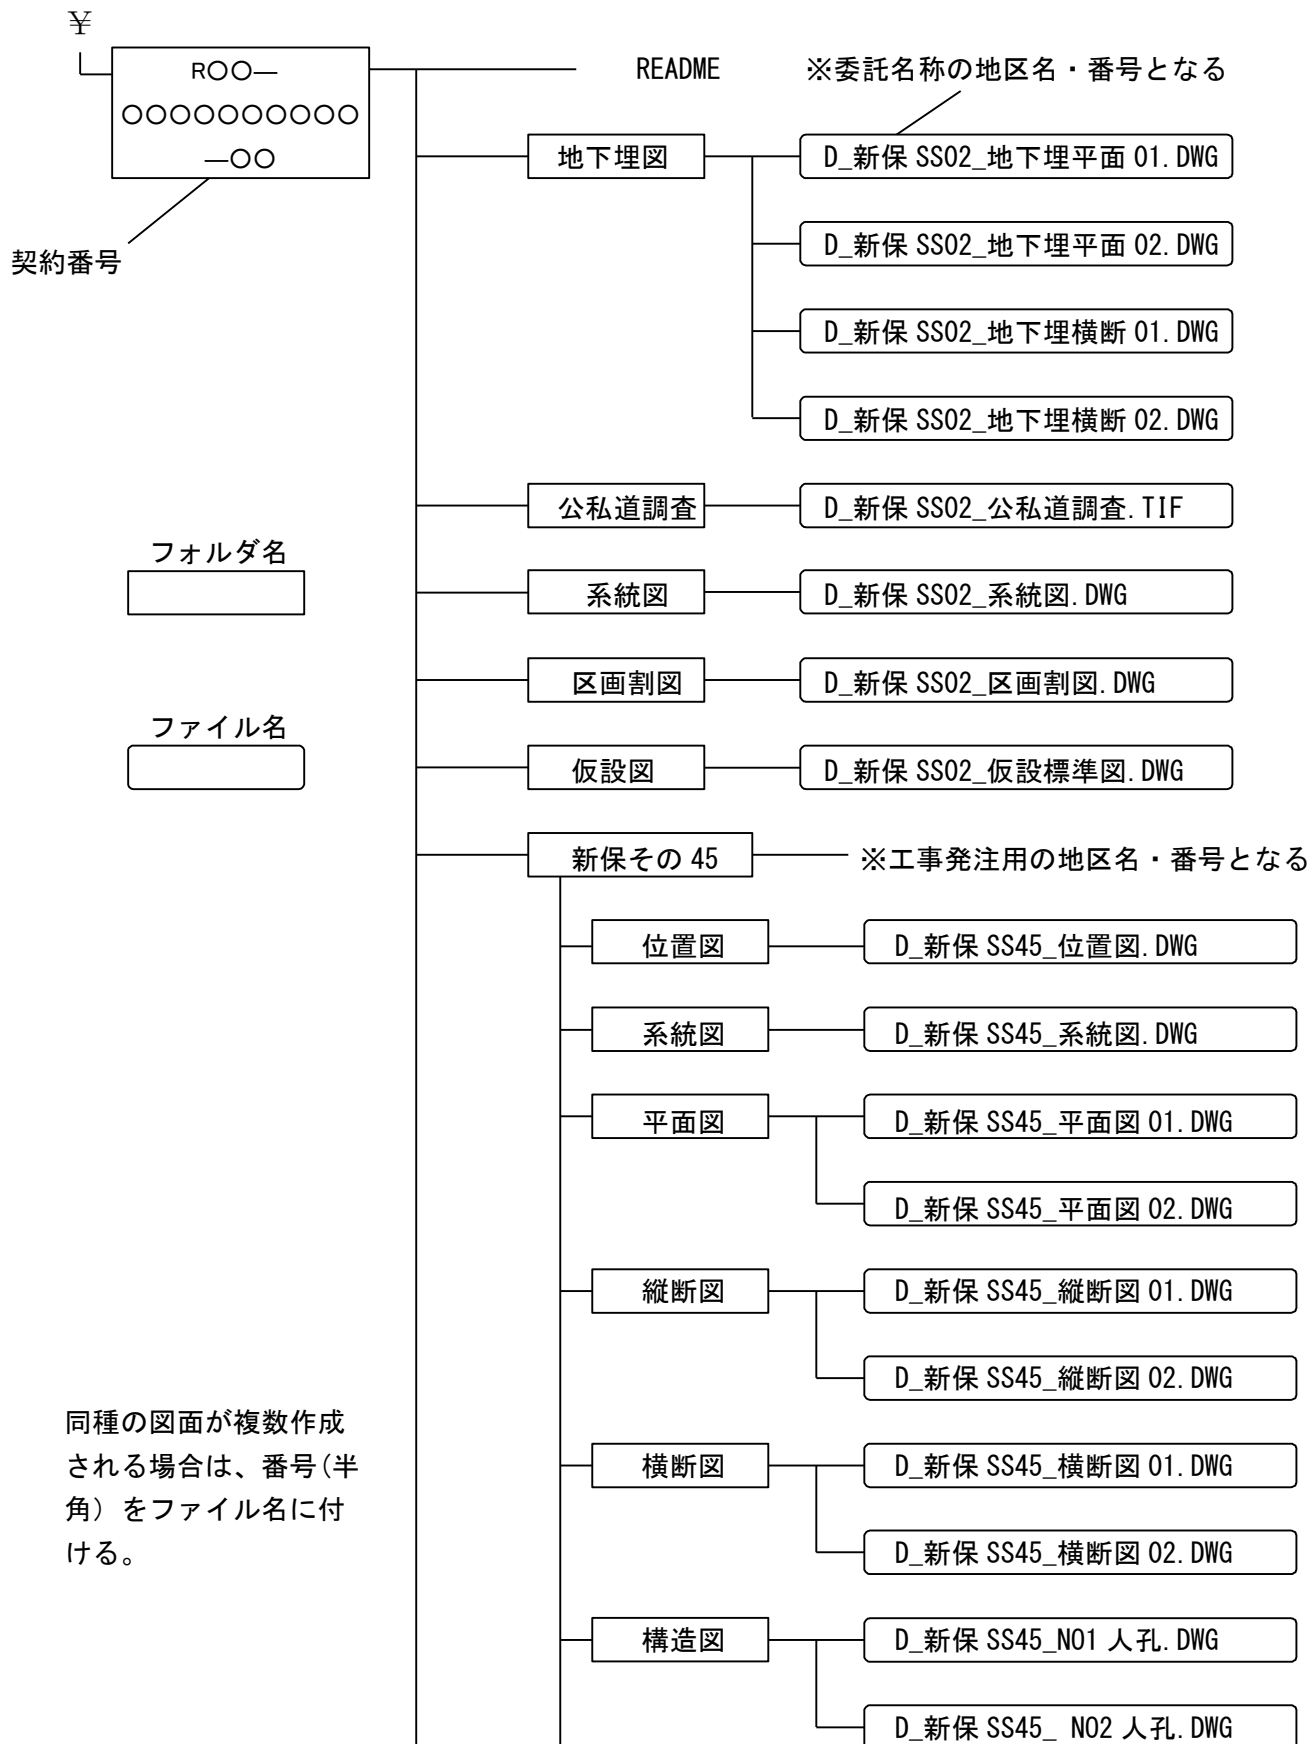 ¥
R〇〇―
〇〇〇〇〇〇〇〇〇〇
―〇〇
契約番号
README
※委託名称の地区名・番号となる
地下埋図
D_新保 SS02_地下埋平面 01.DWG
D_新保 SS02_地下埋平面 02.DWG
D_新保 SS02_地下埋横断 01.DWG
D_新保 SS02_地下埋横断 02.DWG
公私道調査
D_新保 SS02_公私道調査.TIF
フォルダ名
系統図
D_新保 SS02_系統図.DWG
区画割図
D_新保 SS02_区画割図.DWG
ファイル名
仮設図
D_新保 SS02_仮設標準図.DWG
新保その 45
※工事発注用の地区名・番号となる
位置図
D_新保 SS45_位置図.DWG
系統図
D_新保 SS45_系統図.DWG
平面図
D_新保 SS45_平面図 01.DWG
D_新保 SS45_平面図 02.DWG
縦断図
D_新保 SS45_縦断図 01.DWG
D_新保 SS45_縦断図 02.DWG
同種の図面が複数作成
される場合は、番号(半
角）をファイル名に付
ける。
横断図
D_新保 SS45_横断図 01.DWG
D_新保 SS45_横断図 02.DWG
構造図
D_新保 SS45_NO1 人孔.DWG
D_新保 SS45_ NO2 人孔.DWG